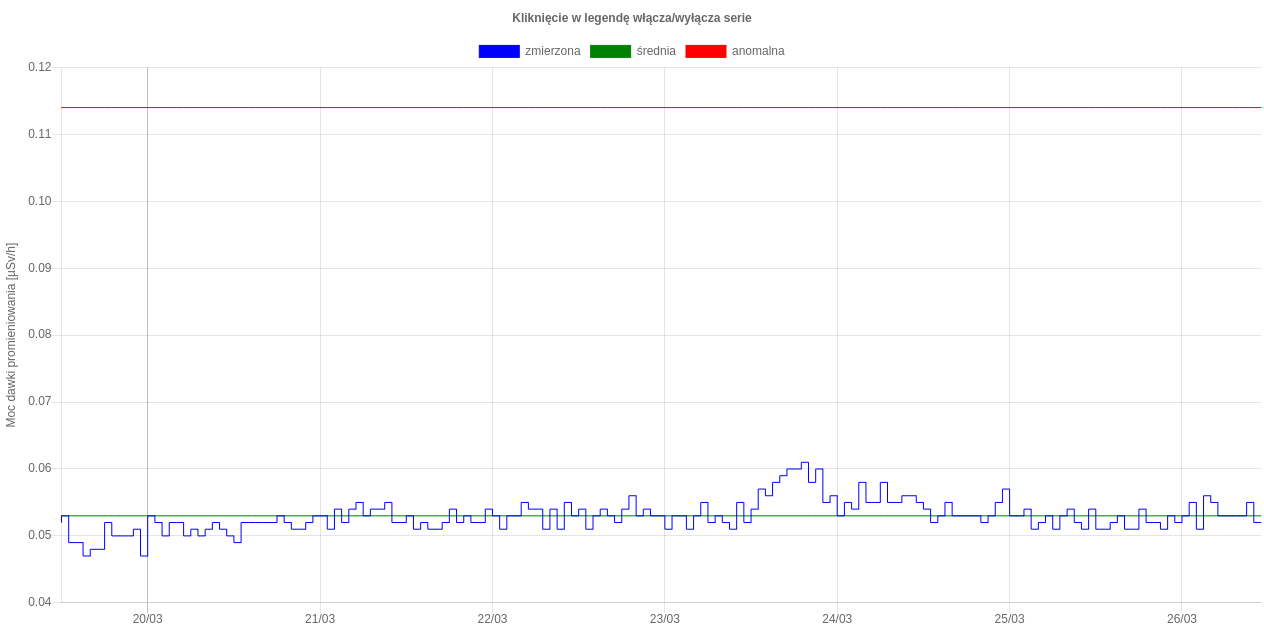 Kliknięcie w legendę włącza/wyłącza serie
zmierzona średnia anomalna
Moc dawki promieniowania [µSv/h]
0.12
0.11
0.10
0.09
0.08
0.07
0.06
0.05
0.04
20/03 21/03 22/03 23/03 24/03 25/03 26/03